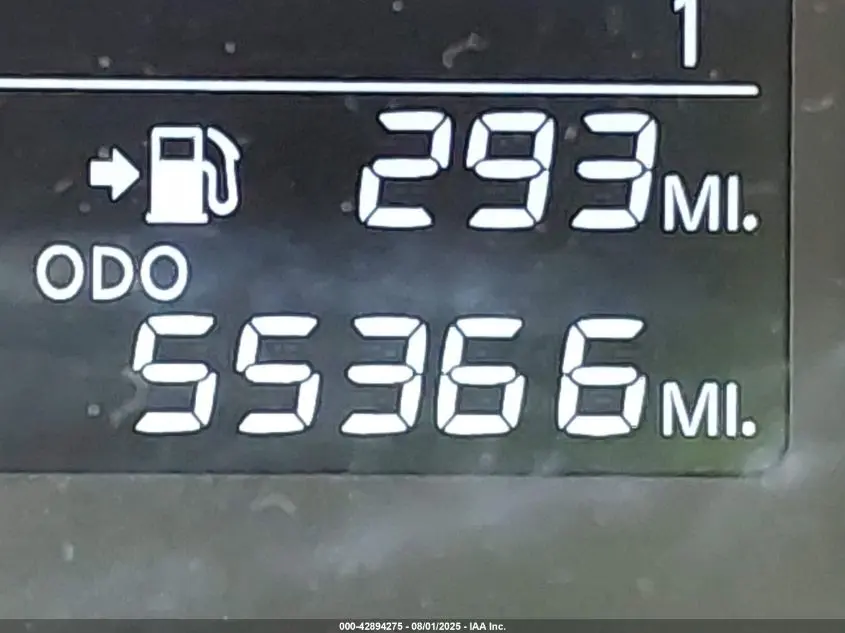 1
293 MI.
ODO
55366 MI.
000-42894275 - 08/01/2025 - IAA Inc.